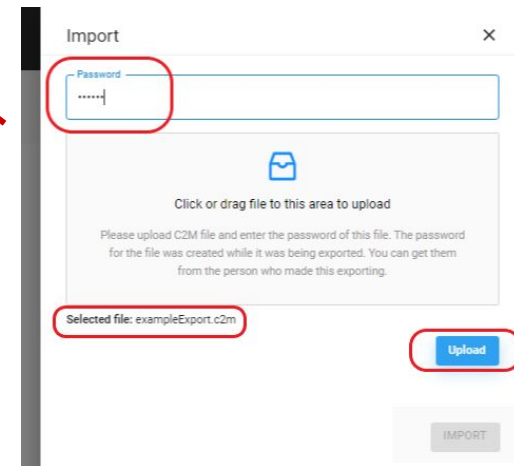 Import
Password
······
Click or drag file to this area to upload
Please upload C2M file and enter the password of this file. The password
for the file was created while it was being exported. You can get them
from the person who made this exporting.
Selected file: exampleExport.c2m
Upload
IMPORT